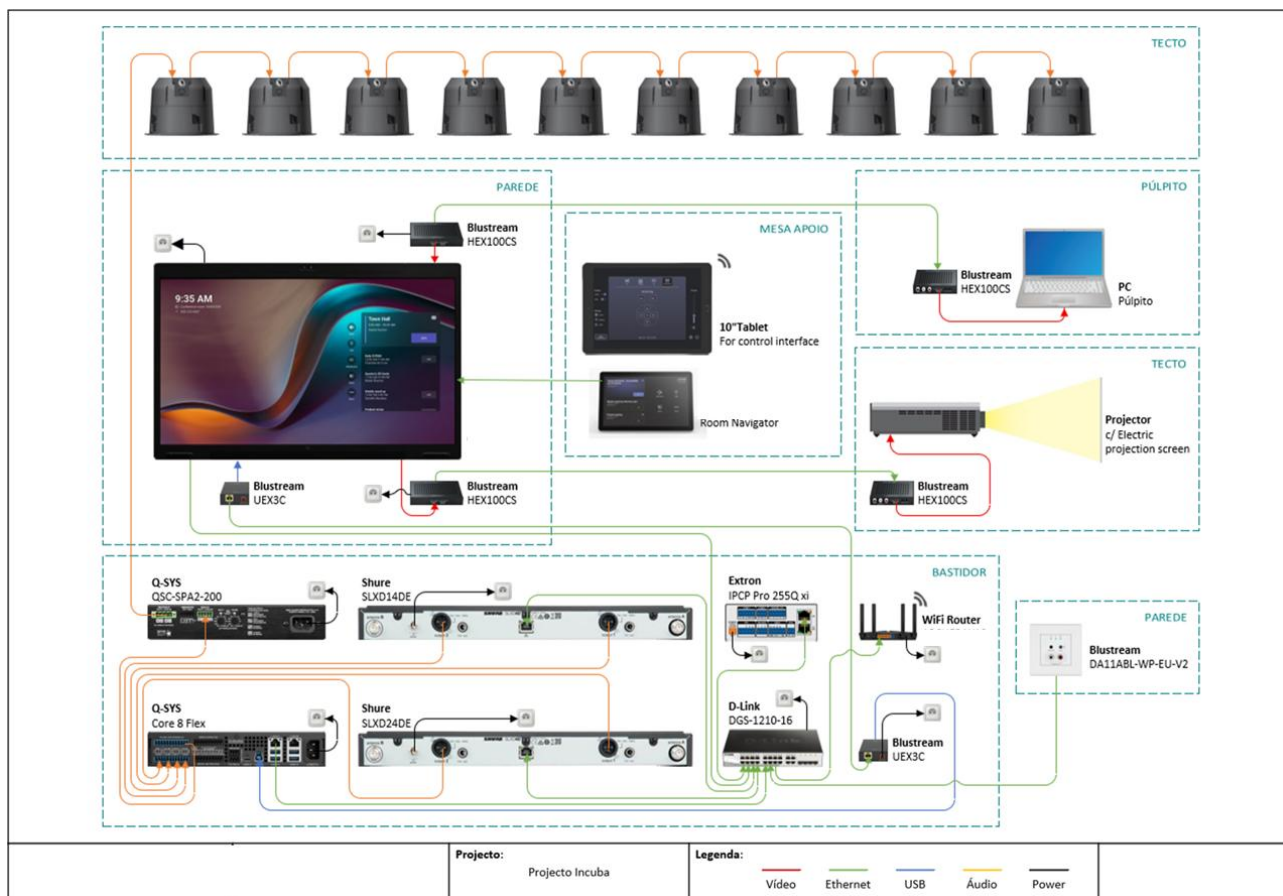 TECTO
PAREDE
Blustream
HEX100CS
9:35 AM
Town Hall
Blustream
UEX3C
Blustream
HEX100CS
MESA APOIO
10"Tablet
For control interface
Room Navigator
PÚLPITO
Blustream
HEX100CS
PC
Púlpito
TECTO
Projector
c/ Electric
projection screen
Blustream
HEX100CS
BASTIDOR
Q-SYS
QSC-SPA2-200
Shure
SLXD14DE
Extron
IPCP Pro 255Q xi
WiFi Router
Q-SYS
Core 8 Flex
Shure
SLXD24DE
D-Link
DGS-1210-16
Blustream
UEX3C
PAREDE
Blustream
DA11ABL-WP-EU-V2
Projecto:
Projecto Incuba
Legenda:
Vídeo
Ethernet
USB
Áudio
Power